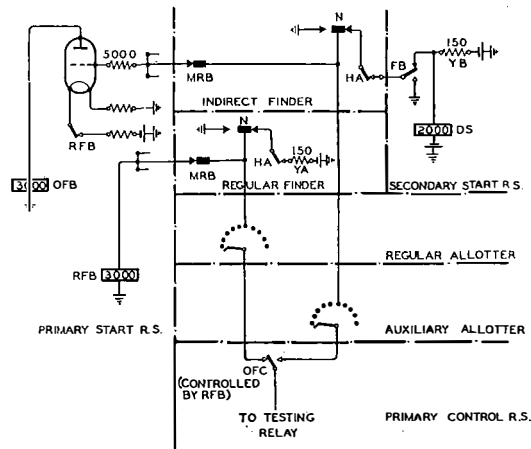 N
5000
MRB
HA
FB
150
YB
INDIRECT FINDER
RFB
N
2000
DS
150
HA
YA
3000
OFB
MRB
REGULAR FINDER
SECONDARY START R.S.
REGULAR ALLOTTER
RFB
3000
PRIMARY START R.S.
AUXILIARY ALLOTTER
OFC
(CONTROLLED
BY RFB)
TO TESTING
RELAY
PRIMARY CONTROL R.S.